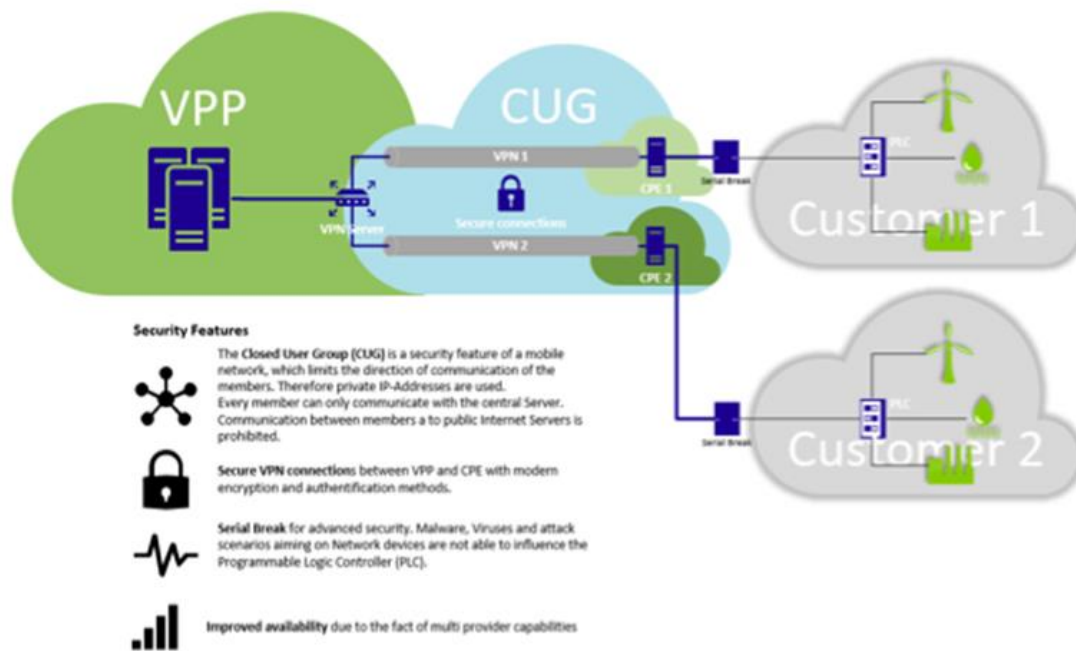 VPP
CUG
VPN 1
CPE 1
Serial Break
PLC
Customer 1
VPN Server
Secure connections
VPN 2
CPE 2
Serial Break
PLC
Customer 2
Security Features
The Closed User Group (CUG) is a security feature of a mobile
network, which limits the direction of communication of the
members. Therefore private IP-Addresses are used.
Every member can only communicate with the central Server.
Communication between members a to public Internet Servers is
prohibited.
Secure VPN connections between VPP and CPE with modern
encryption and authentification methods.
Serial Break for advanced security. Malware, Viruses and attack
scenarios aiming on Network devices are not able to influence the
Programmable Logic Controller (PLC).
Improved availability due to the fact of multi provider capabilities